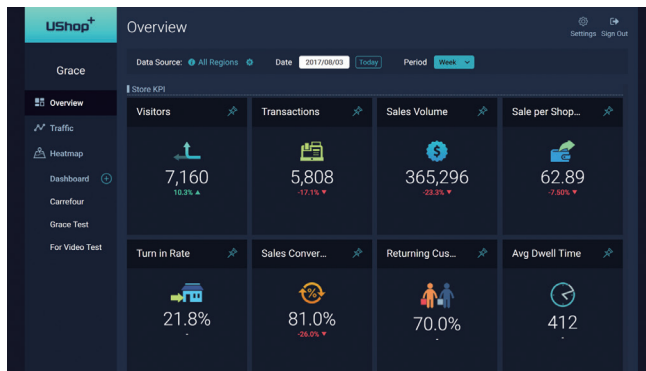 UShop+
Overview
Settings
Sign Out
Grace
Data Source: All Regions
Date 2017/08/03 Today
Period Week
Store KPI
Overview
Traffic
Heatmap
Dashboard
Carrefour
Grace Test
For Video Test
Visitors
7,160
10.3% ▲
Transactions
5,808
-17.1% ▼
Sales Volume
365,296
-23.3% ▼
Sale per Shop...
62.89
-7.50% ▼
Turn in Rate
21.8%
-
Sales Conver...
81.0%
-26.0% ▼
Returning Cus...
70.0%
-
Avg Dwell Time
412
-